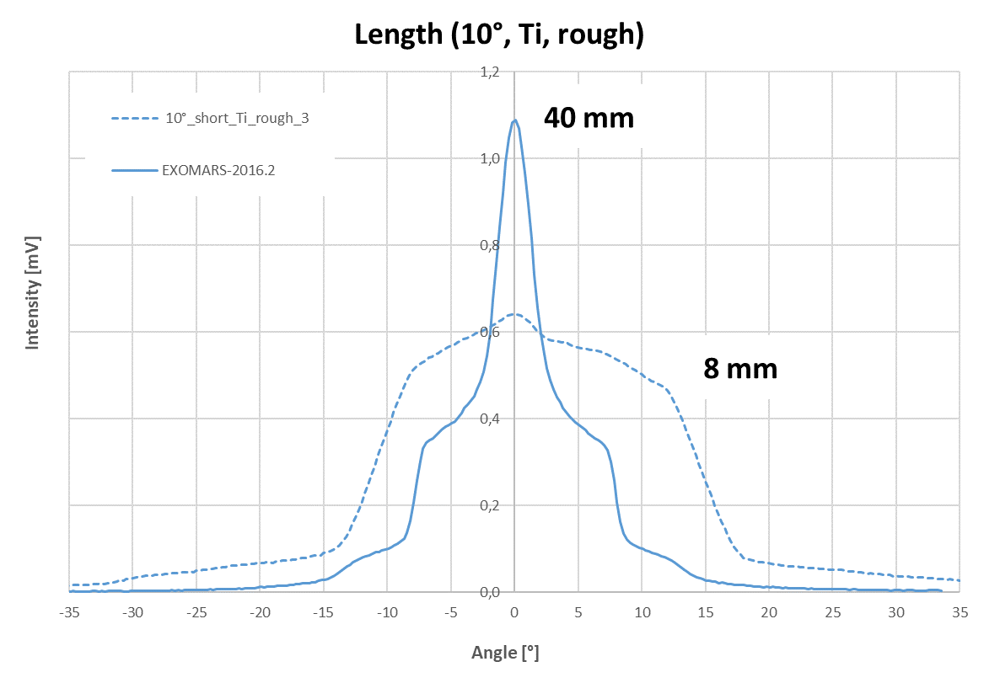 Length (10°, Ti, rough)
1,2
10°_short_Ti_rough_3
40 mm
1,0
EXOMARS-2016.2
0,8
Intensity [mV]
0,6
8 mm
0,4
0,2
0,0
-35 -30 -25 -20 -15 -10 -5 0 5 10 15 20 25 30 35
Angle [°]